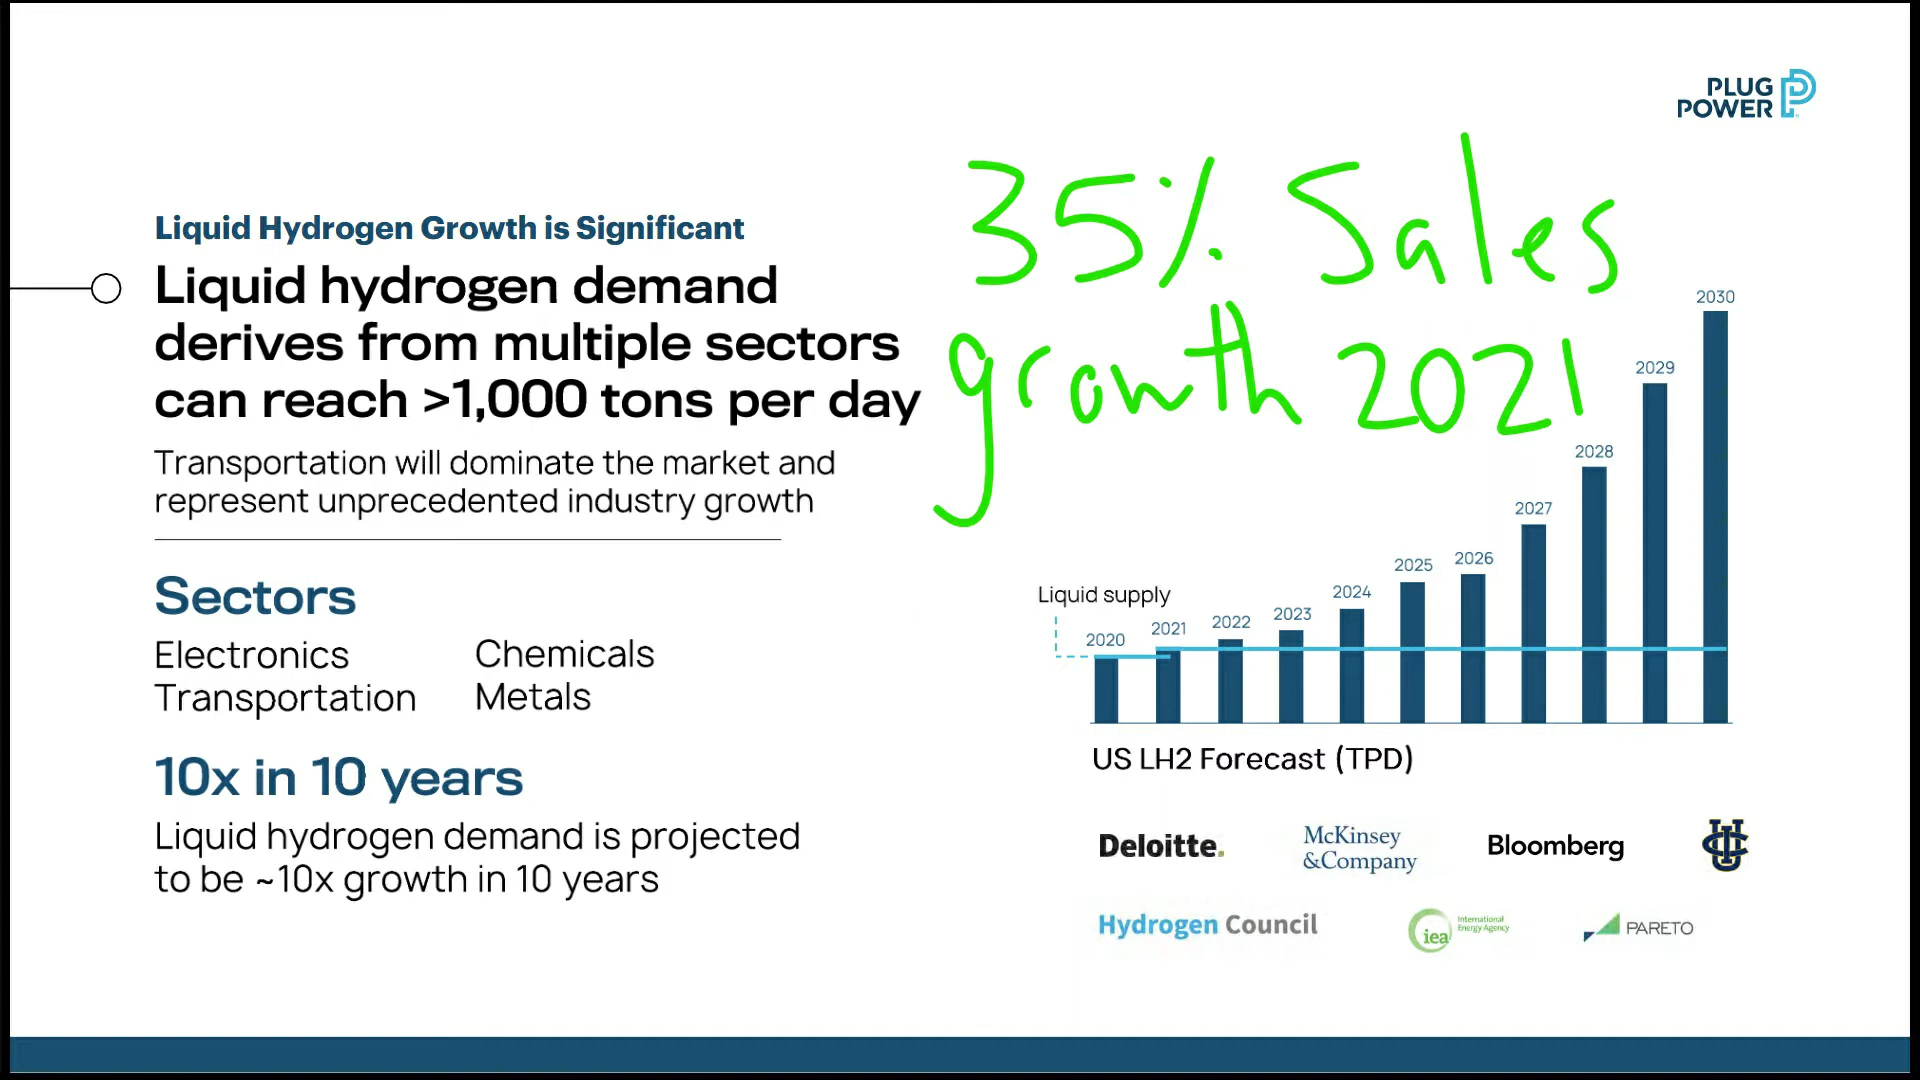 PLUG
POWER
35% Sales
growth 2021
Liquid Hydrogen Growth is Significant
Liquid hydrogen demand
derives from multiple sectors
can reach >1,000 tons per day
Transportation will dominate the market and
represent unprecedented industry growth
Sectors
Electronics
Chemicals
Transportation
Metals
10x in 10 years
Liquid hydrogen demand is projected
to be ~10x growth in 10 years
Liquid supply
2020
2021
2022
2023
2024
2025
2026
2027
2028
2029
2030
US LH2 Forecast (TPD)
Deloitte.
McKinsey
&Company
Bloomberg
UC
Hydrogen Council
iea
International
Energy Agency
PARETO